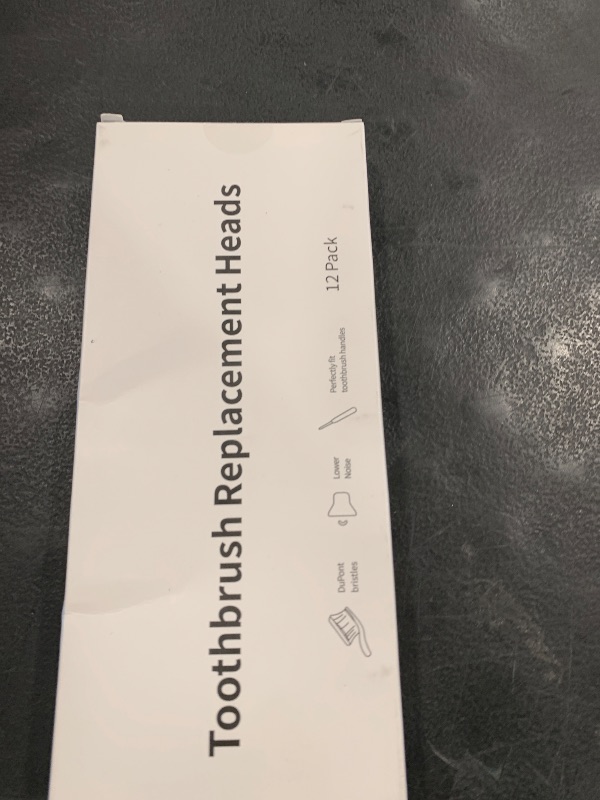 Toothbrush Replacement Heads
DuPont
bristles
Lower
Noise
Perfectly fit
toothbrush handles
12 Pack